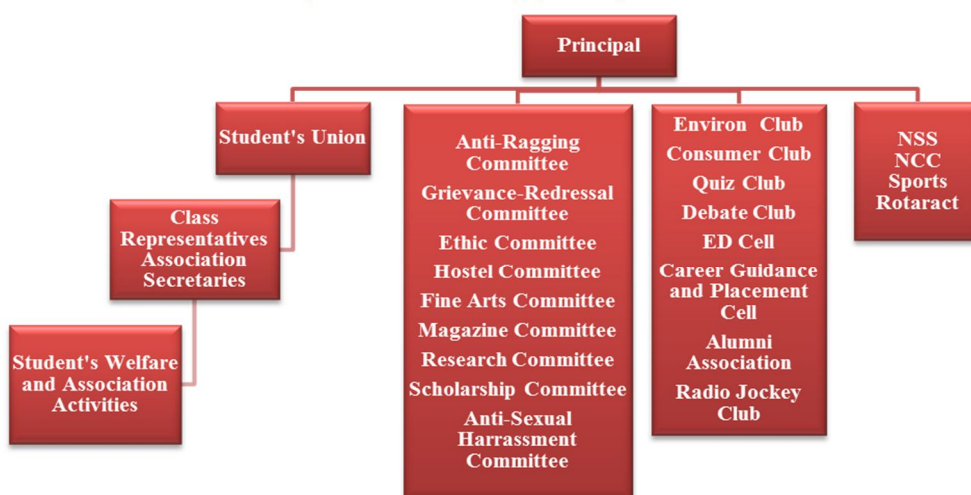 Principal
Student's Union
Class
Representatives
Association
Secretaries
Student's Welfare
and Association
Activities
Anti-Ragging
Committee
Grievance-Redressal
Committee
Ethic Committee
Hostel Committee
Fine Arts Committee
Magazine Committee
Research Committee
Scholarship Committee
Anti-Sexual
Harrassment
Committee
Environ Club
Consumer Club
Quiz Club
Debate Club
ED Cell
Career Guidance
and Placement
Cell
Alumni
Association
Radio Jockey
Club
NSS
NCC
Sports
Rotaract